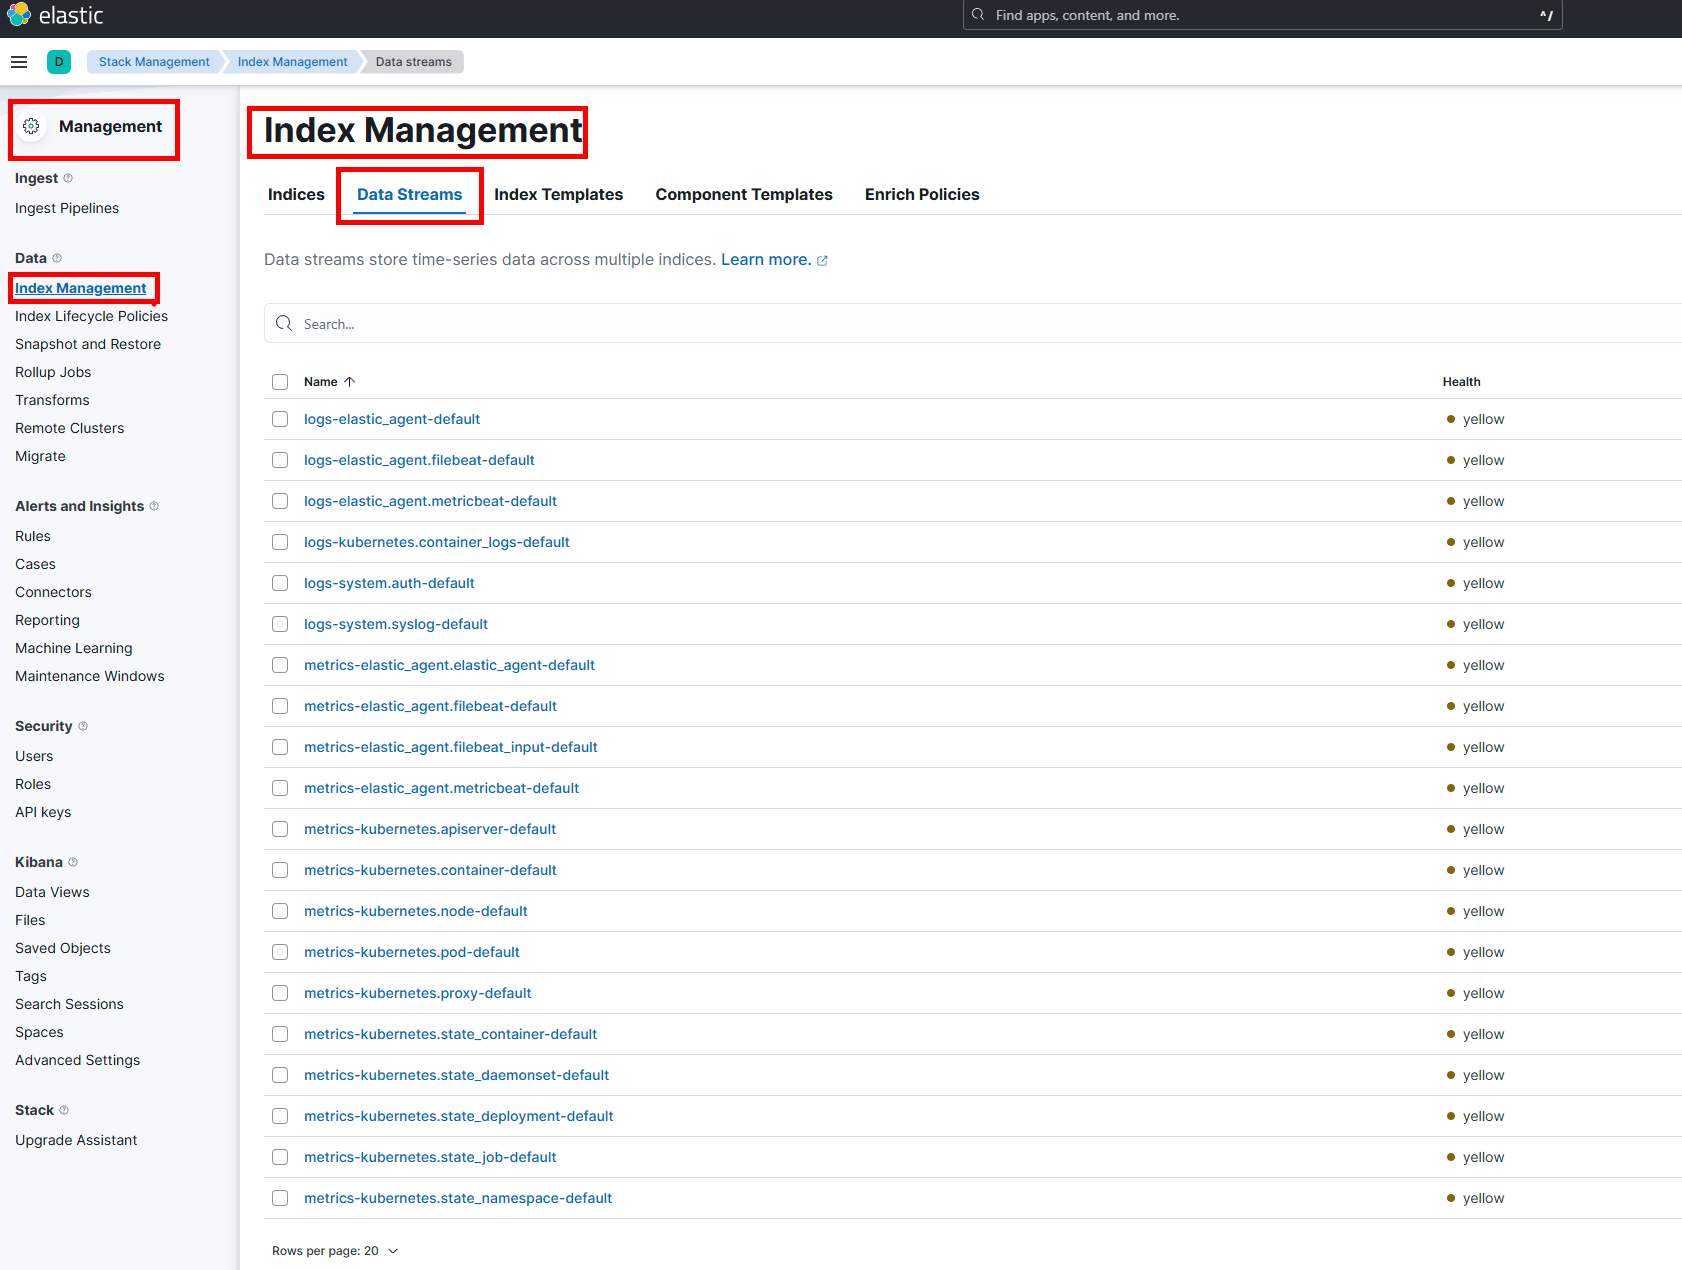 elastic
Find apps, content, and more.
^/
D
Stack Management
Index Management
Data streams
Management
Ingest
Ingest Pipelines
Data
Index Management
Index Lifecycle Policies
Snapshot and Restore
Rollup Jobs
Transforms
Remote Clusters
Migrate
Alerts and Insights
Rules
Cases
Connectors
Reporting
Machine Learning
Maintenance Windows
Security
Users
Roles
API keys
Kibana
Data Views
Files
Saved Objects
Tags
Search Sessions
Spaces
Advanced Settings
Stack
Upgrade Assistant
Index Management
Indices Data Streams Index Templates Component Templates Enrich Policies
Data streams store time-series data across multiple indices. Learn more.
Search...
Name Health
logs-elastic_agent-default yellow
logs-elastic_agent.filebeat-default yellow
logs-elastic_agent.metricbeat-default yellow
logs-kubernetes.container_logs-default yellow
logs-system.auth-default yellow
logs-system.syslog-default yellow
metrics-elastic_agent.elastic_agent-default yellow
metrics-elastic_agent.filebeat-default yellow
metrics-elastic_agent.filebeat_input-default yellow
metrics-elastic_agent.metricbeat-default yellow
metrics-kubernetes.apiserver-default yellow
metrics-kubernetes.container-default yellow
metrics-kubernetes.node-default yellow
metrics-kubernetes.pod-default yellow
metrics-kubernetes.proxy-default yellow
metrics-kubernetes.state_container-default yellow
metrics-kubernetes.state_daemonset-default yellow
metrics-kubernetes.state_deployment-default yellow
metrics-kubernetes.state_job-default yellow
metrics-kubernetes.state_namespace-default yellow
Rows per page: 20